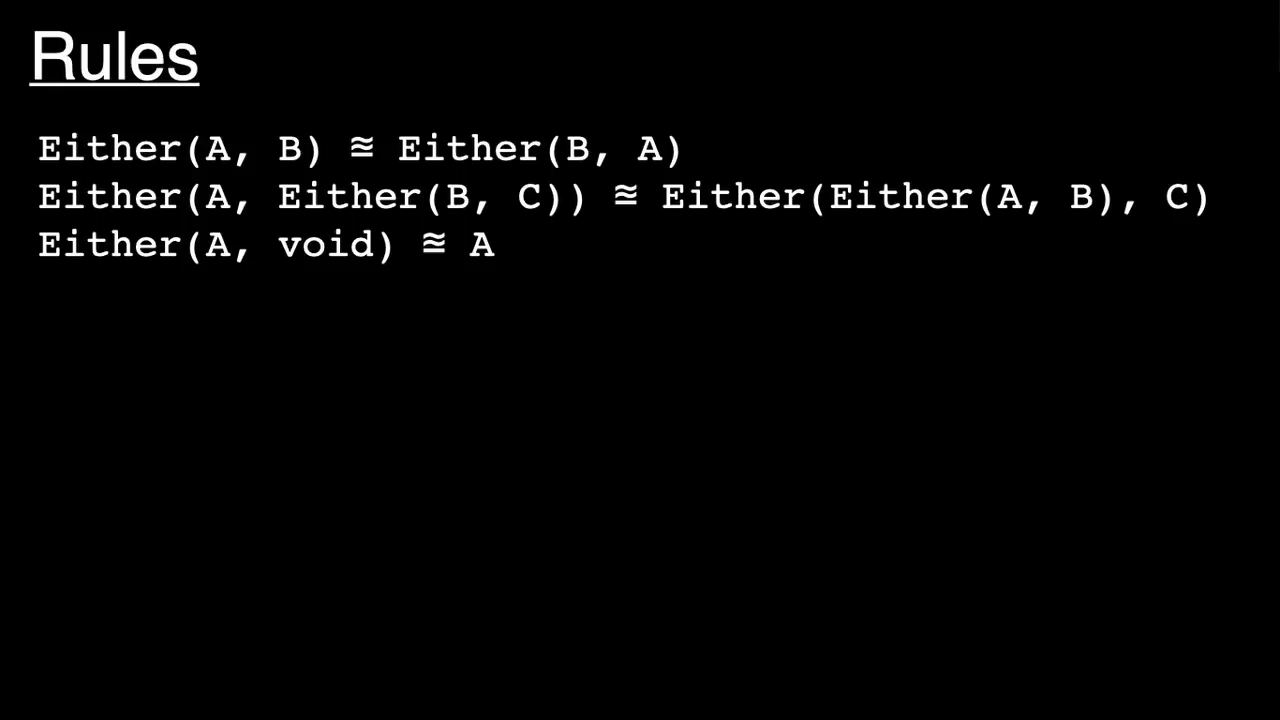 Rules
Either(A, B) ≊ Either(B, A)
Either(A, Either(B, C)) ≊ Either(Either(A, B), C)
Either(A, void) ≊ A